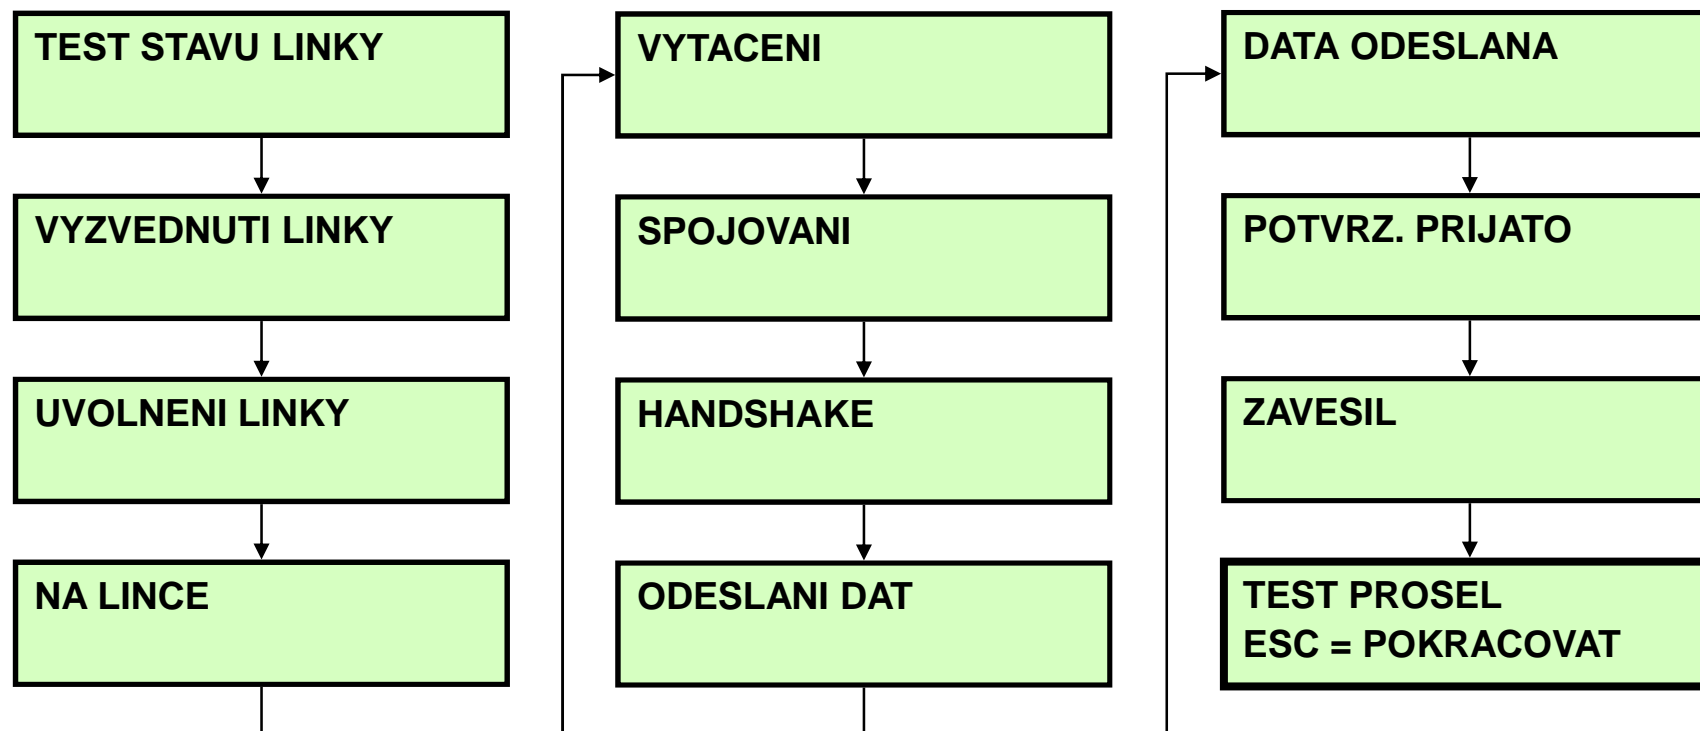 TEST STAVU LINKY
VYZVEDNUTI LINKY
UVOLNENI LINKY
NA LINCE
VYTACENI
SPOJOVANI
HANDSHAKE
ODESLANI DAT
DATA ODESLANA
POTVRZ. PRIJATO
ZAVESIL
TEST PROSEL
ESC = POKRACOVAT